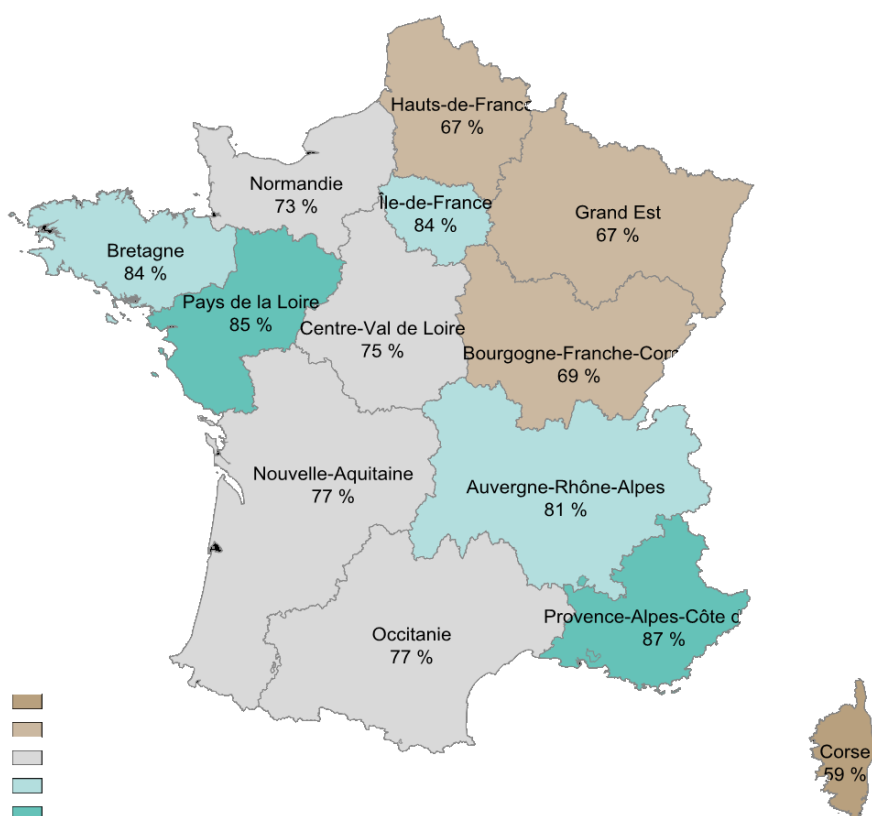 Hauts-de-France
67 %
Normandie
73 %
Île-de-France
84 %
Grand Est
67 %
Bretagne
84 %
Pays de la Loire
85 %
Centre-Val de Loire
75 %
Bourgogne-Franche-Com
69 %
Nouvelle-Aquitaine
77 %
Auvergne-Rhône-Alpes
81 %
Provence-Alpes-Côte d
87 %
Occitanie
77 %
Corse
59 %